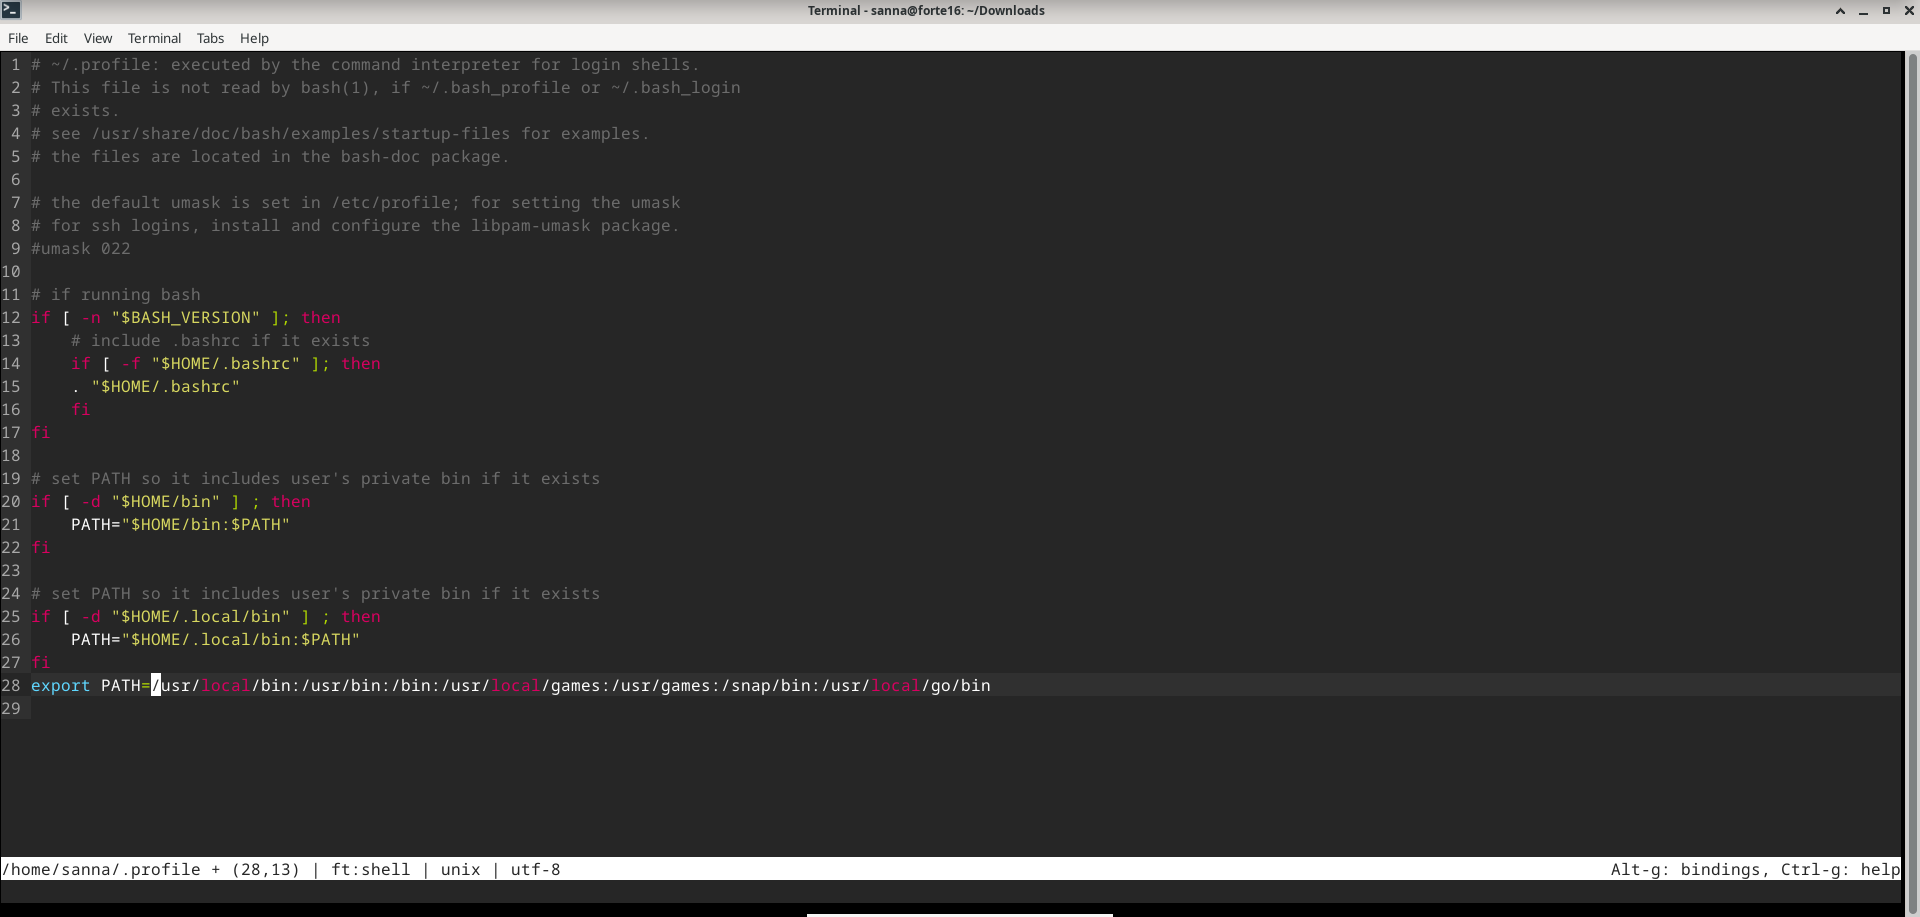 Terminal - sanna@forte16: ~/Downloads
File Edit View Terminal Tabs Help
1 # ~/.profile: executed by the command interpreter for login shells.
2 # This file is not read by bash(1), if ~/.bash_profile or ~/.bash_login
3 # exists.
4 # see /usr/share/doc/bash/examples/startup-files for examples.
5 # the files are located in the bash-doc package.
6
7 # the default umask is set in /etc/profile; for setting the umask
8 # for ssh logins, install and configure the libpam-umask package.
9 #umask 022
10
11 # if running bash
12 if [ -n "$BASH_VERSION" ]; then
13     # include .bashrc if it exists
14     if [ -f "$HOME/.bashrc" ]; then
15     . "$HOME/.bashrc"
16     fi
17 fi
18
19 # set PATH so it includes user's private bin if it exists
20 if [ -d "$HOME/bin" ] ; then
21     PATH="$HOME/bin:$PATH"
22 fi
23
24 # set PATH so it includes user's private bin if it exists
25 if [ -d "$HOME/.local/bin" ] ; then
26     PATH="$HOME/.local/bin:$PATH"
27 fi
28 export PATH=/usr/local/bin:/usr/bin:/bin:/usr/local/games:/usr/games:/snap/bin:/usr/local/go/bin
29
/home/sanna/.profile + (28,13) | ft:shell | unix | utf-8 Alt-g: bindings, Ctrl-g: help